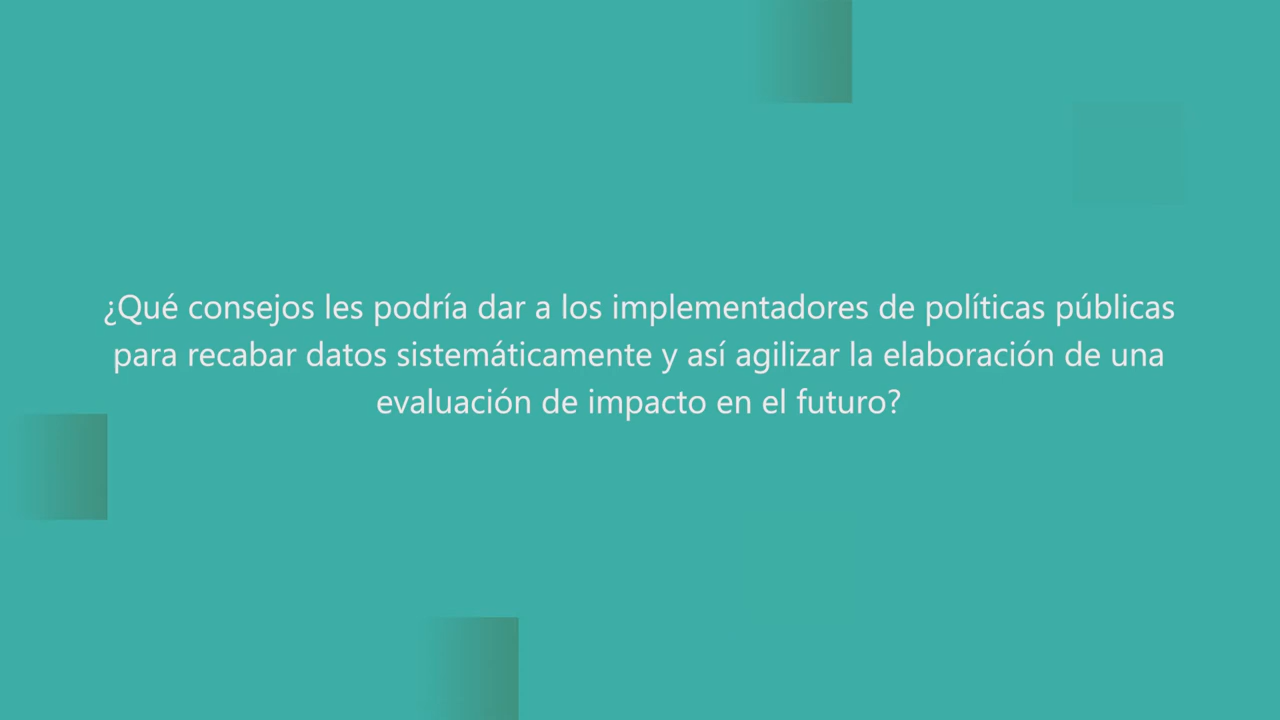 ¿Qué consejos les podría dar a los implementadores de políticas públicas
para recabar datos sistemáticamente y así agilizar la elaboración de una
evaluación de impacto en el futuro?